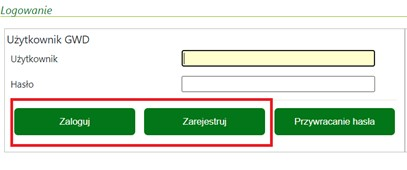 Logowanie
Użytkownik GWD
Użytkownik
Hasło
Zaloguj Zarejestruj Przywracanie hasła